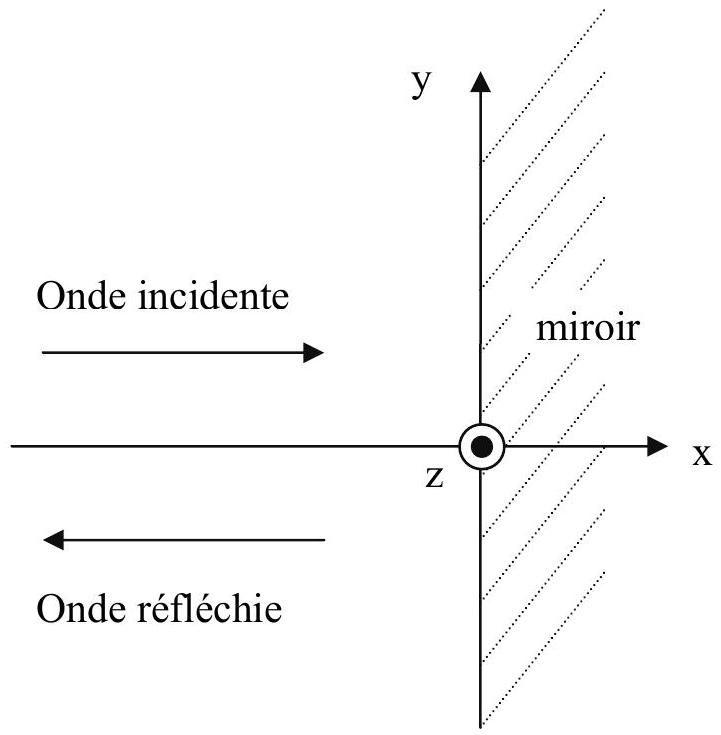 y
Onde incidente
miroir
x
z
Onde réfléchie